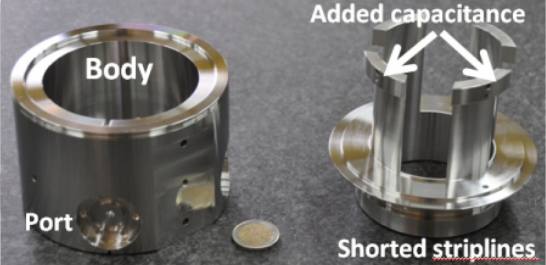 Added capacitance
Body
Port
Shorted striplines